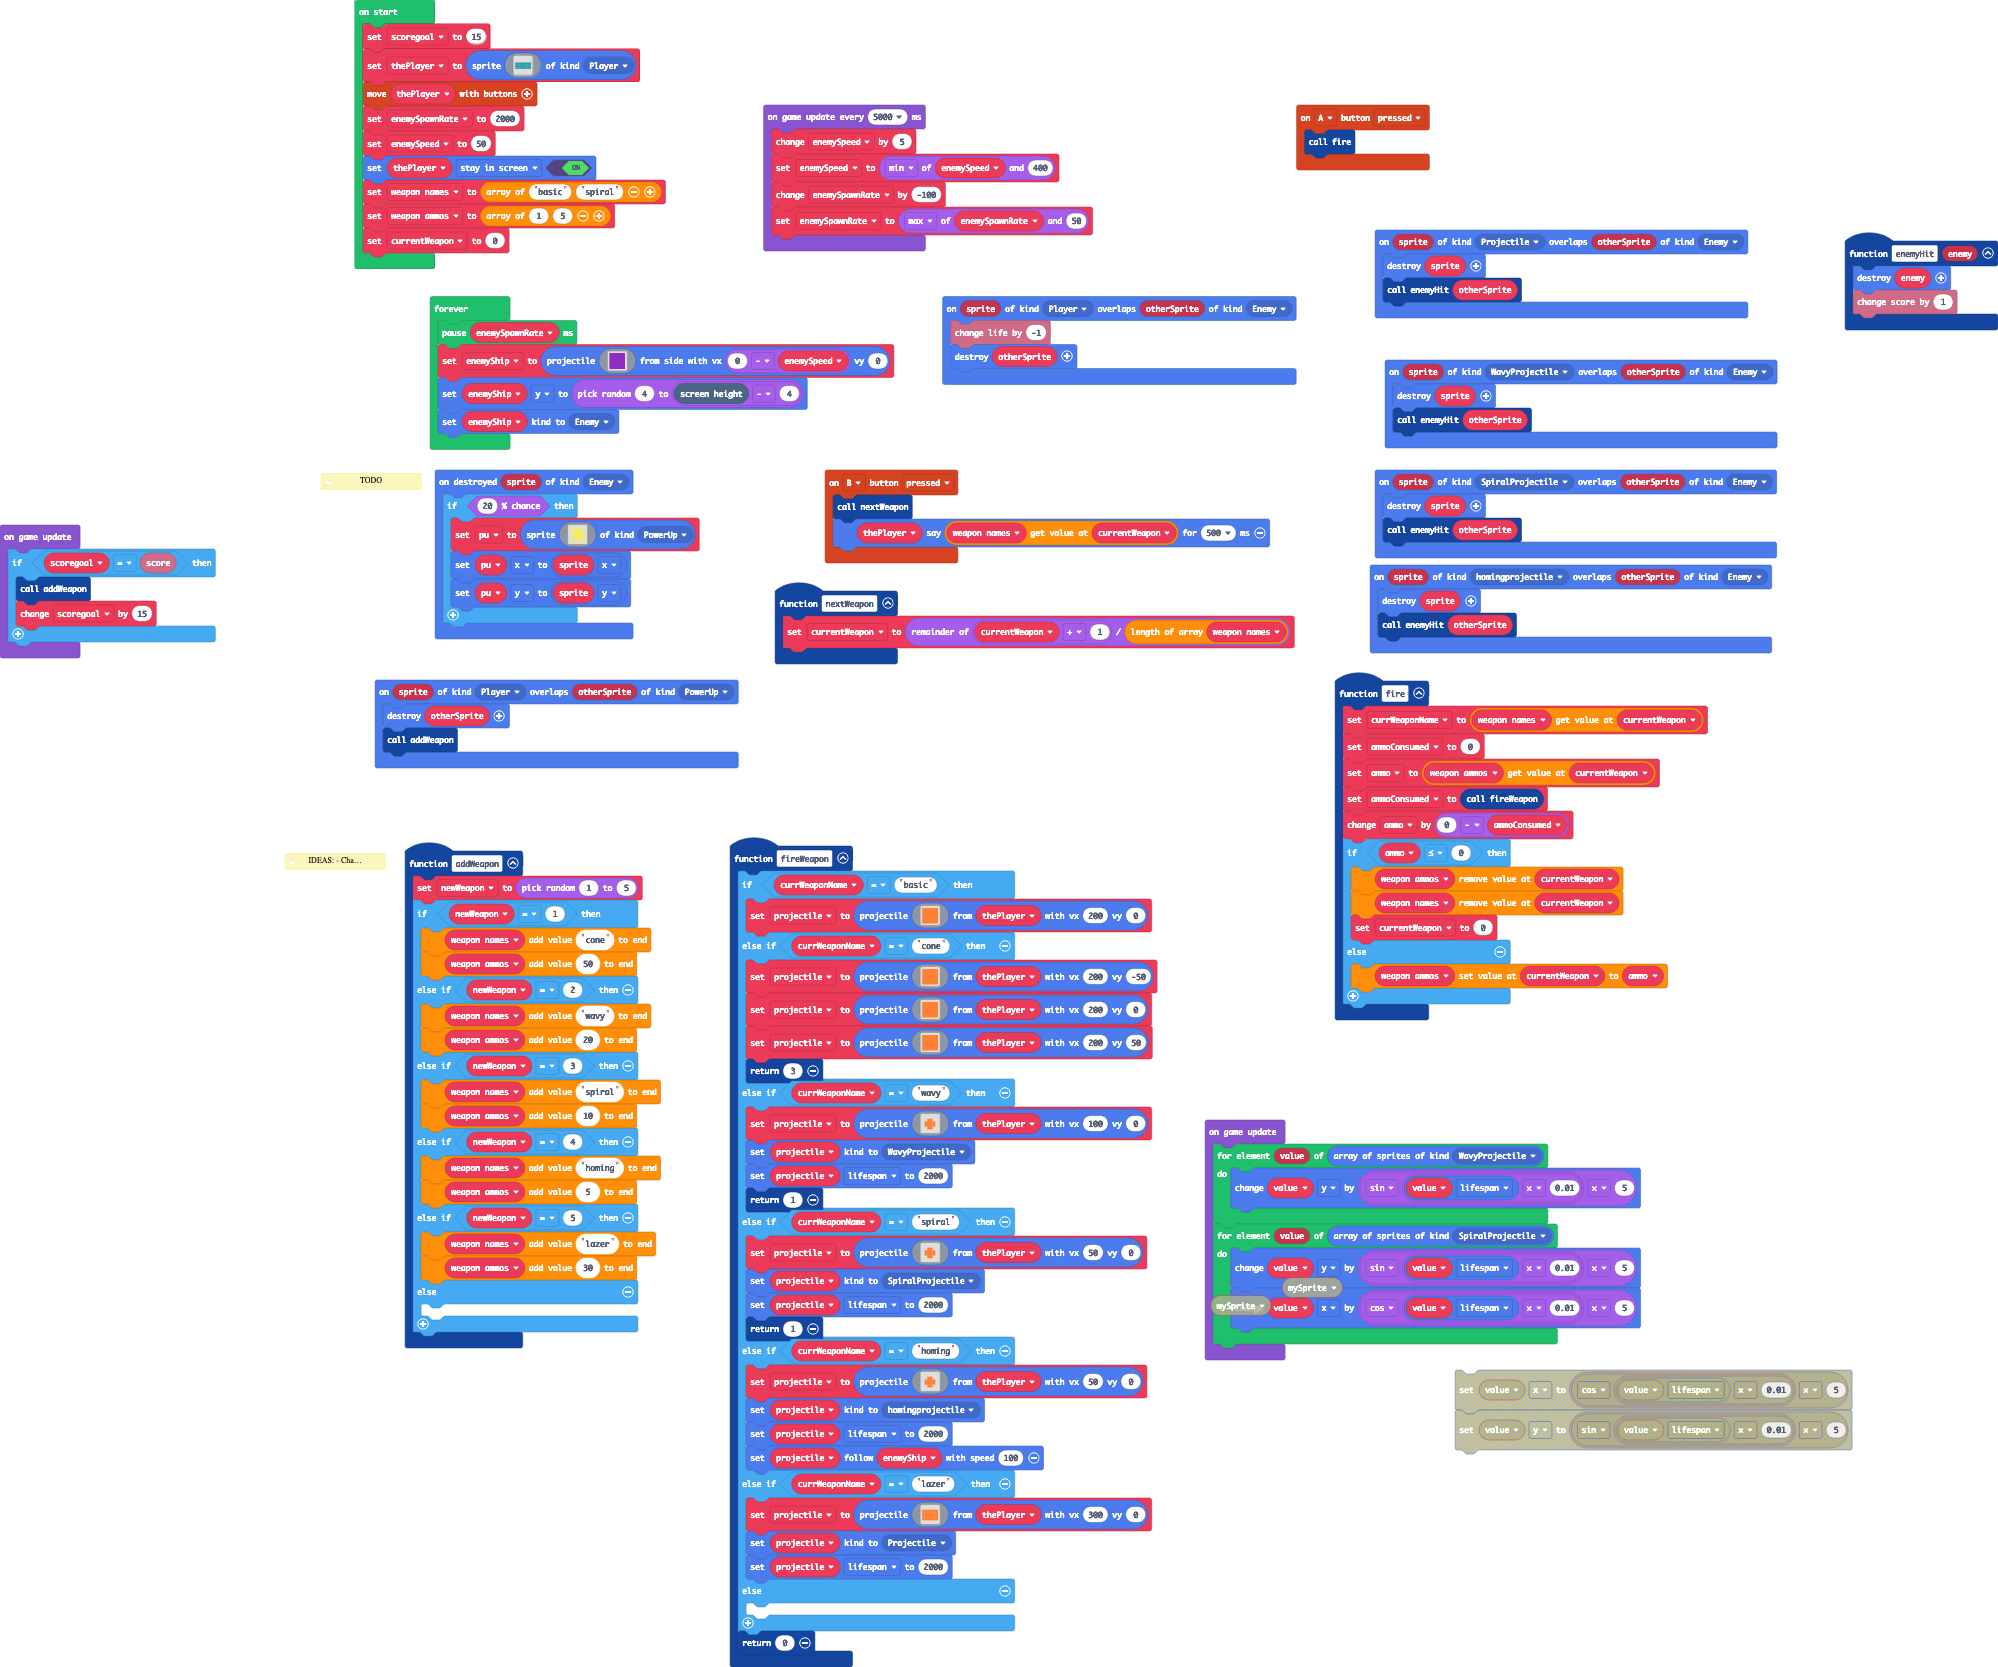 on start
set scoregoal to 15
set thePlayer to sprite of kind Player
move thePlayer with buttons
set enemySpawnRate to 2000
set enemySpeed to 50
set thePlayer stay in screen ON
set weapon names to array of "basic" "spiral"
set weapon ammos to array of 1 5
set currentWeapon to 0
on game update every 5000 ms
change enemySpeed by 5
set enemySpeed to min of enemySpeed and 400
change enemySpawnRate by -100
set enemySpawnRate to max of enemySpawnRate and 50
on A button pressed
call fire
on sprite of kind Projectile overlaps otherSprite of kind Enemy
destroy sprite
call enemyHit otherSprite
function enemyHit enemy
destroy enemy
change score by 1
forever
pause enemySpawnRate ms
set enemyShip to projectile from side with vx 0 - enemySpeed vy 0
set enemyShip y to pick random 4 to screen height - 4
set enemyShip kind to Enemy
on sprite of kind Player overlaps otherSprite of kind Enemy
change life by -1
destroy otherSprite
on sprite of kind WavyProjectile overlaps otherSprite of kind Enemy
destroy sprite
call enemyHit otherSprite
TODO
on destroyed sprite of kind Enemy
if 20 % chance then
set pu to sprite of kind PowerUp
set pu x to sprite x
set pu y to sprite y
on B button pressed
call nextWeapon
thePlayer say weapon names get value at currentWeapon for 500 ms
on sprite of kind SpiralProjectile overlaps otherSprite of kind Enemy
destroy sprite
call enemyHit otherSprite
on game update
if scoregoal = score then
call addWeapon
change scoregoal by 15
function nextWeapon
set currentWeapon to remainder of currentWeapon + 1 / length of array weapon names
on sprite of kind homingprojectile overlaps otherSprite of kind Enemy
destroy sprite
call enemyHit otherSprite
on sprite of kind Player overlaps otherSprite of kind PowerUp
destroy otherSprite
call addWeapon
function fire
set currWeaponName to weapon names get value at currentWeapon
set ammoConsumed to 0
set ammo to weapon ammos get value at currentWeapon
set ammoConsumed to call fireWeapon
change ammo by 0 - ammoConsumed
if ammo ≤ 0 then
weapon ammos remove value at currentWeapon
weapon names remove value at currentWeapon
set currentWeapon to 0
else
weapon ammos set value at currentWeapon to ammo
IDEAS: - Cha...
function addWeapon
set newWeapon to pick random 1 to 5
if newWeapon = 1 then
weapon names add value "cone" to end
weapon ammos add value 50 to end
else if newWeapon = 2 then
weapon names add value "wavy" to end
weapon ammos add value 20 to end
else if newWeapon = 3 then
weapon names add value "spiral" to end
weapon ammos add value 10 to end
else if newWeapon = 4 then
weapon names add value "homing" to end
weapon ammos add value 5 to end
else if newWeapon = 5 then
weapon names add value "lazer" to end
weapon ammos add value 30 to end
else
function fireWeapon
if currWeaponName = "basic" then
set projectile to projectile from thePlayer with vx 200 vy 0
else if currWeaponName = "cone" then
set projectile to projectile from thePlayer with vx 200 vy -50
set projectile to projectile from thePlayer with vx 200 vy 0
set projectile to projectile from thePlayer with vx 200 vy 50
return 3
else if currWeaponName = "wavy" then
set projectile to projectile from thePlayer with vx 100 vy 0
set projectile kind to WavyProjectile
set projectile lifespan to 2000
return 1
else if currWeaponName = "spiral" then
set projectile to projectile from thePlayer with vx 50 vy 0
set projectile kind to SpiralProjectile
set projectile lifespan to 2000
return 1
else if currWeaponName = "homing" then
set projectile to projectile from thePlayer with vx 50 vy 0
set projectile kind to homingprojectile
set projectile lifespan to 2000
set projectile follow enemyShip with speed 100
else if currWeaponName = "lazer" then
set projectile to projectile from thePlayer with vx 300 vy 0
set projectile kind to Projectile
set projectile lifespan to 2000
else
return 0
on game update
for element value of array of sprites of kind WavyProjectile
do
change value y by sin value lifespan × 0.01 × 5
for element value of array of sprites of kind SpiralProjectile
do
change value y by sin value lifespan × 0.01 × 5
mySprite
mySprite value x by cos value lifespan × 0.01 × 5
set value x to cos value lifespan × 0.01 × 5
set value y to sin value lifespan × 0.01 × 5